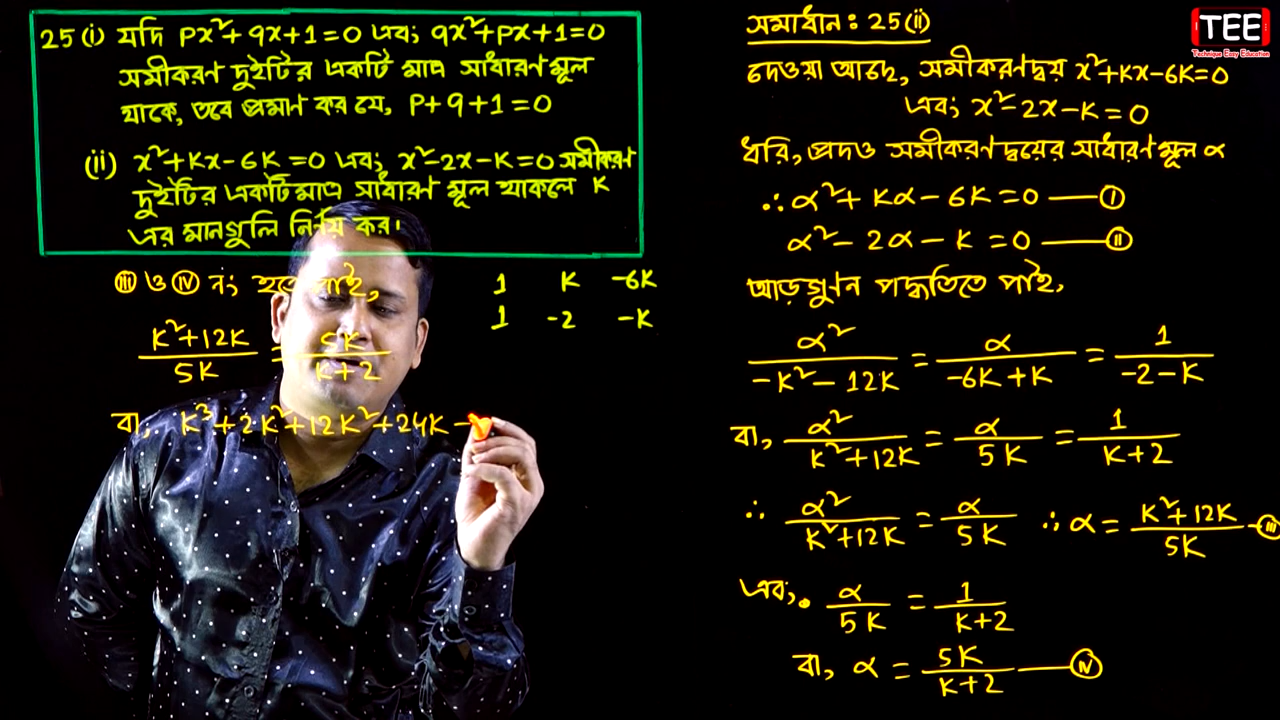 25 (i) যদি Px²+qx+1=0 এবং qx²+Px+1=0
সমীকরণ দুইটির একটি মাত্র সাধারণ মূল
থাকে, তবে প্রমাণ কর যে, P+q+1=0
(ii) x²+Kx-6K=0 এবং x²-2x-K=0 সমীকরণ
দুইটির একটিমাত্র সাধারণ মূল থাকলে K
এর মানগুলি নির্ণয় কর।
(iii) ও (iv) নং হতে পাই,
1 K -6K
1 -2 -K
(K²+12K)/(5K) = (5K)/(K+2)
বা, K³+2K²+12K²+24K-
TEE
Technique Easy Education
সমাধান: 25(ii)
দেওয়া আছে, সমীকরণদ্বয় x²+Kx-6K=0
এবং x²-2x-K=0
ধরি, প্রদত্ত সমীকরণদ্বয়ের সাধারণ মূল α
∴ α²+Kα-6K=0 — (i)
α²-2α-K=0 — (ii)
আড়গুণন পদ্ধতিতে পাই,
α²/(-K²-12K) = α/(-6K+K) = 1/(-2-K)
বা, α²/(K²+12K) = α/(5K) = 1/(K+2)
∴ α²/(K²+12K) = α/(5K) ∴ α = (K²+12K)/(5K) — (iii)
এবং, α/(5K) = 1/(K+2)
বা, α = (5K)/(K+2) — (iv)